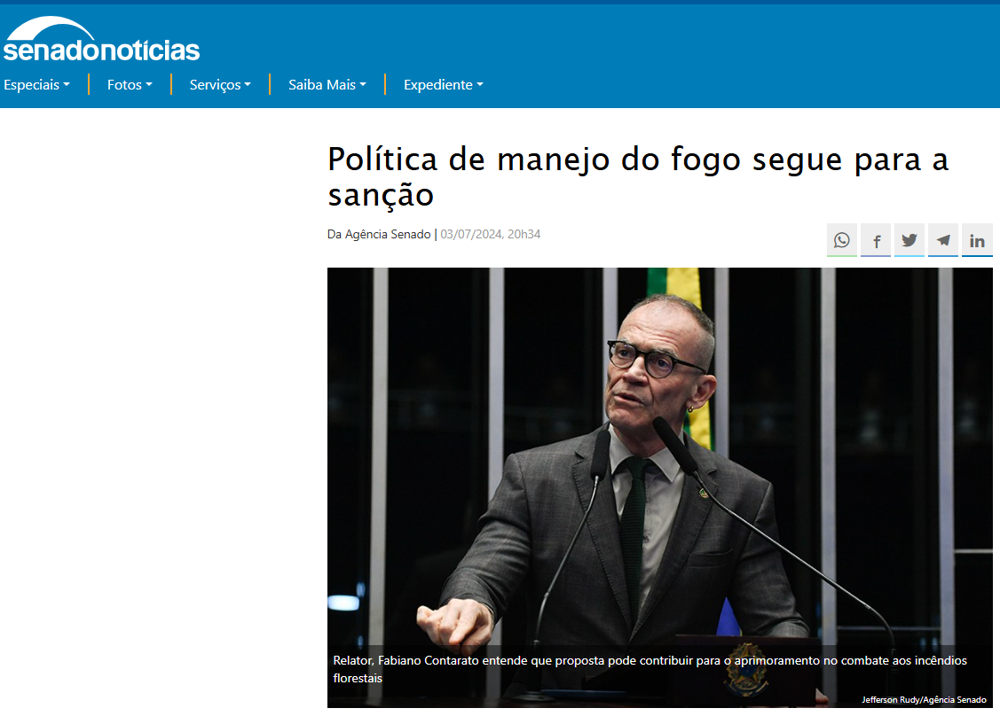 senadonotícias
Especiais
Fotos
Serviços
Saiba Mais
Expediente
Política de manejo do fogo segue para a
sanção
Da Agência Senado | 03/07/2024, 20h34
Relator, Fabiano Contarato entende que proposta pode contribuir para o aprimoramento no combate aos incêndios
florestais
Jefferson Rudy/Agência Senado